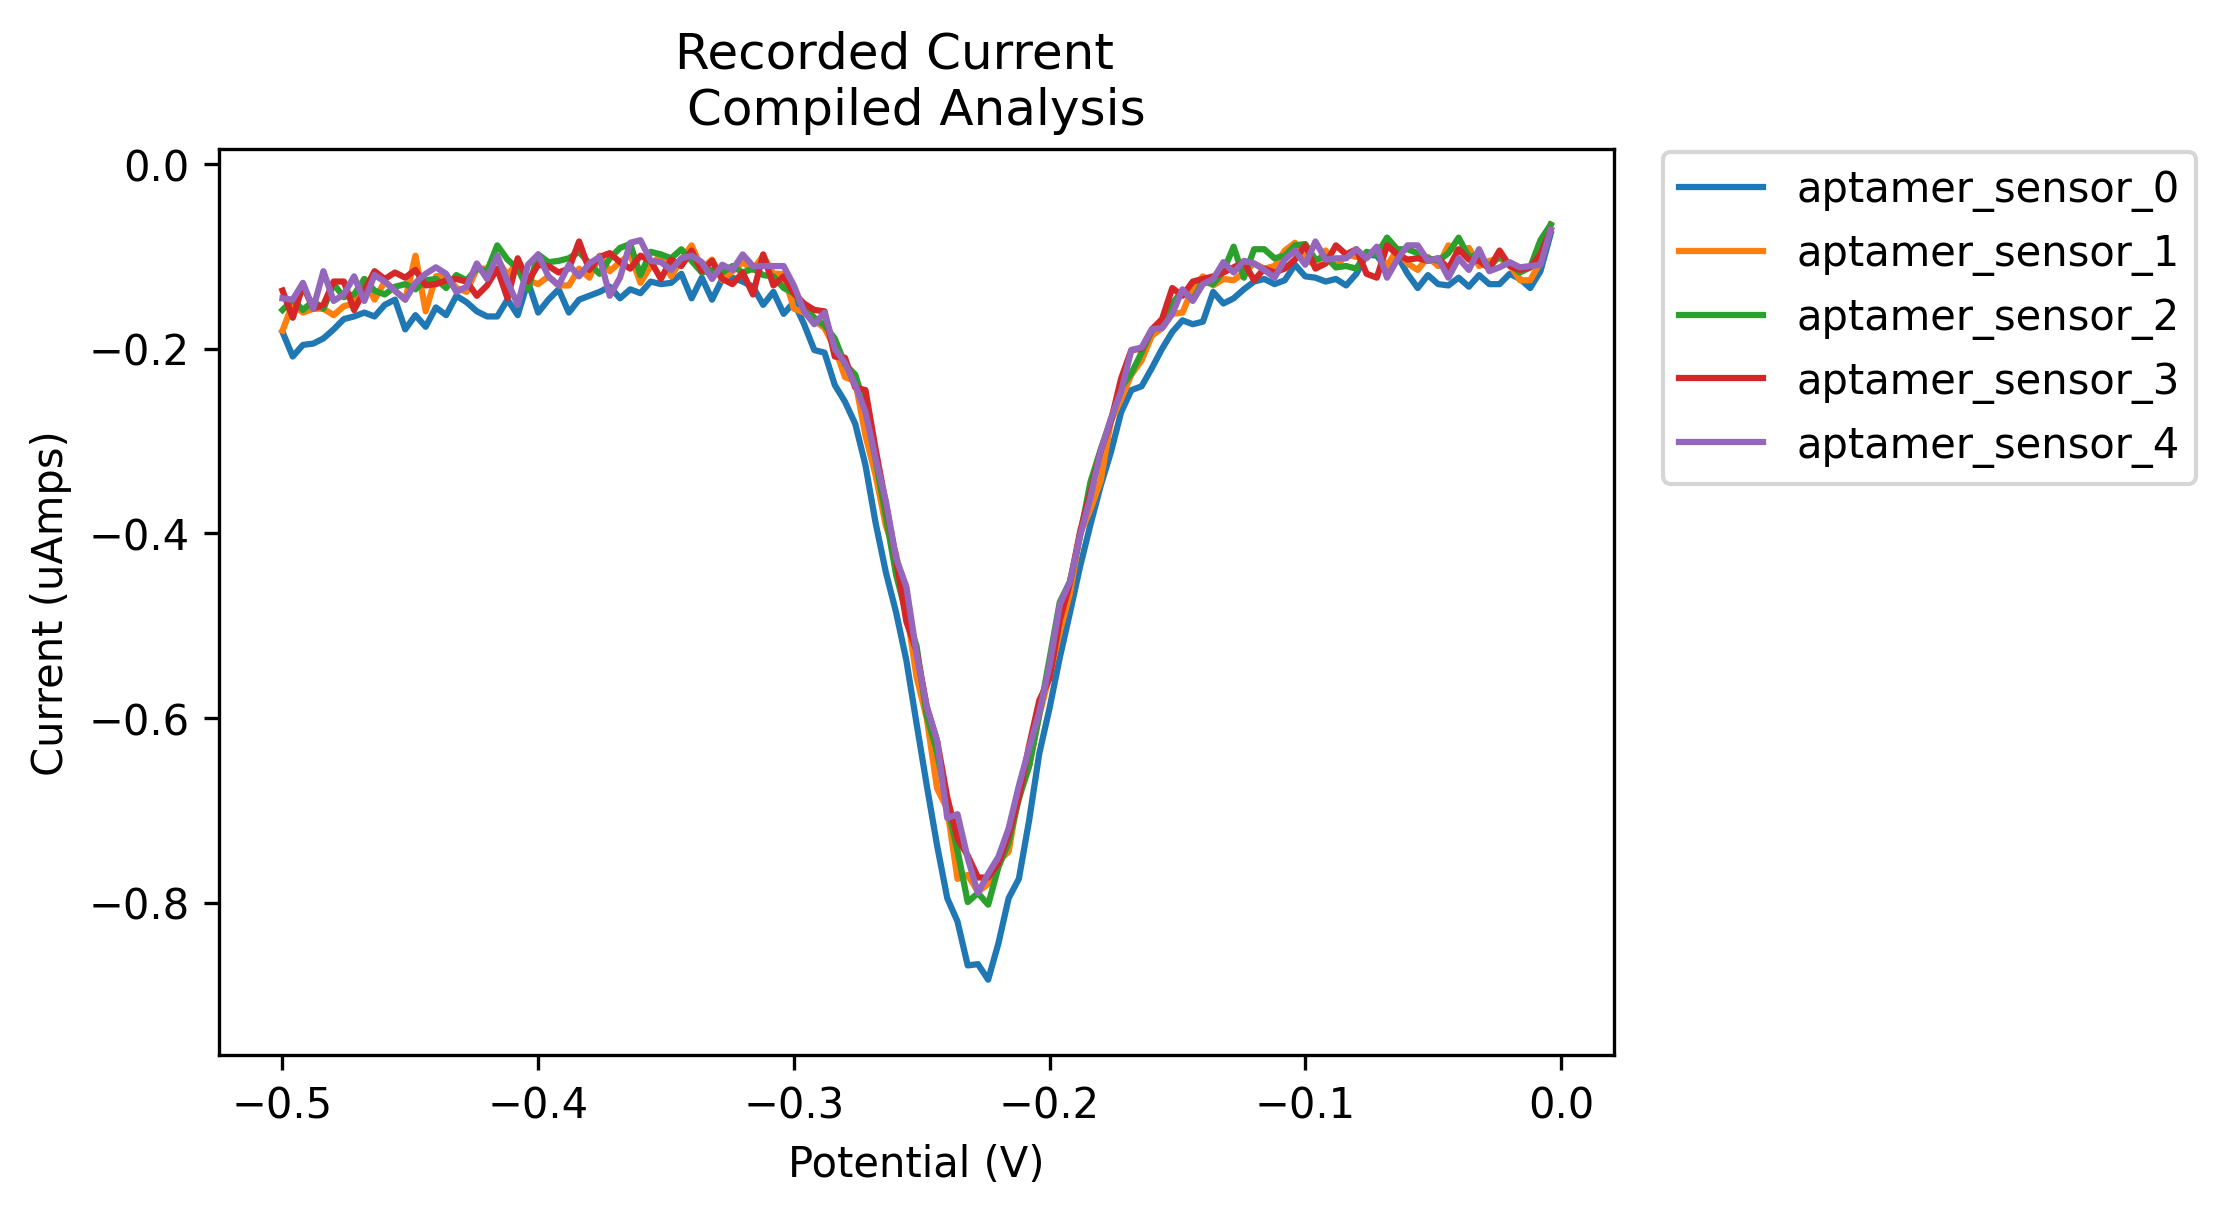 Recorded Current
Compiled Analysis
0.0
−0.2
−0.4
−0.6
−0.8
Current (uAmps)
−0.5
−0.4
−0.3
−0.2
−0.1
0.0
Potential (V)
aptamer_sensor_0
aptamer_sensor_1
aptamer_sensor_2
aptamer_sensor_3
aptamer_sensor_4